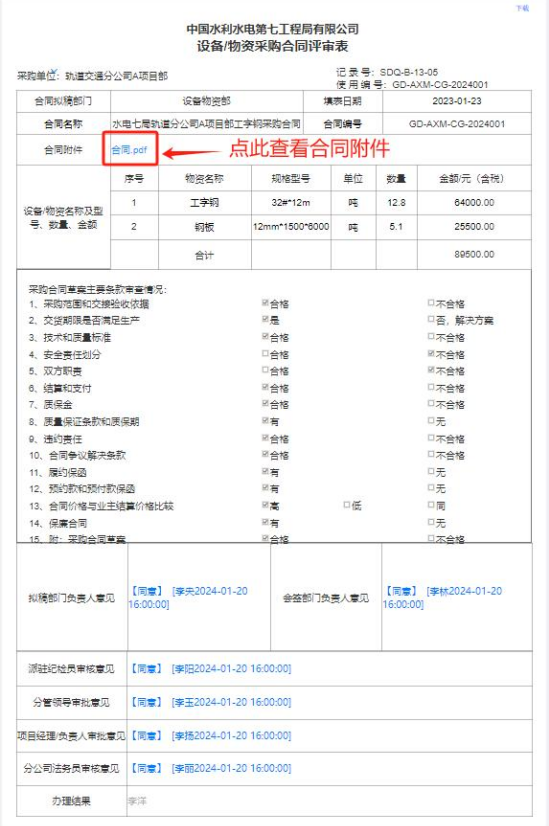 下载
中国水利水电第七工程局有限公司
设备/物资采购合同评审表
采购单位: 轨道交通分公司A项目部
记 录 号: SDQ-B-13-05
使 用 编 号: GD-AXM-CG-2024001
合同拟稿部门 设备物资部 填表日期 2023-01-23
合同名称 水电七局轨道分公司A项目部工字钢采购合同 合同编号 GD-AXM-CG-2024001
合同附件 合同.pdf 点此查看合同附件
设备/物资名称及型号、数量、金额
序号 物资名称 规格型号 单位 数量 金额/元（含税）
1 工字钢 32#*12m 吨 12.8 64000.00
2 钢板 12mm*1500*6000 吨 5.1 25500.00
合计 89500.00
采购合同草案主要条款审查情况:
1、采购范围和交接验收依据 ☑合格 ☐不合格
2、交货期限是否满足生产 ☑是 ☐否，解决方案
3、技术和质量标准 ☑合格 ☐不合格
4、安全责任划分 ☐合格 ☑不合格
5、双方职责 ☐合格 ☑不合格
6、结算和支付 ☑合格 ☐不合格
7、质保金 ☑合格 ☐不合格
8、质量保证条款和质保期 ☑有 ☐无
9、违约责任 ☑合格 ☐不合格
10、合同争议解决条款 ☑合格 ☐不合格
11、履约保函 ☑有 ☐无
12、预约款和预付款保函 ☑有 ☐无
13、合同价格与业主结算价格比较 ☑高 ☐低 ☐同
14、保廉合同 ☑有 ☐无
15、附: 采购合同草案 ☑合格 ☐不合格
拟稿部门负责人意见 【同意】 [李央2024-01-20 16:00:00] 会签部门负责人意见 【同意】 [李林2024-01-20 16:00:00]
派驻纪检员审核意见 【同意】 [李阳2024-01-20 16:00:00]
分管领导审批意见 【同意】 [李玉2024-01-20 16:00:00]
项目经理/负责人审批意见 【同意】 [李扬2024-01-20 16:00:00]
分公司法务员审核意见 【同意】 [李丽2024-01-20 16:00:00]
办理结果 李洋